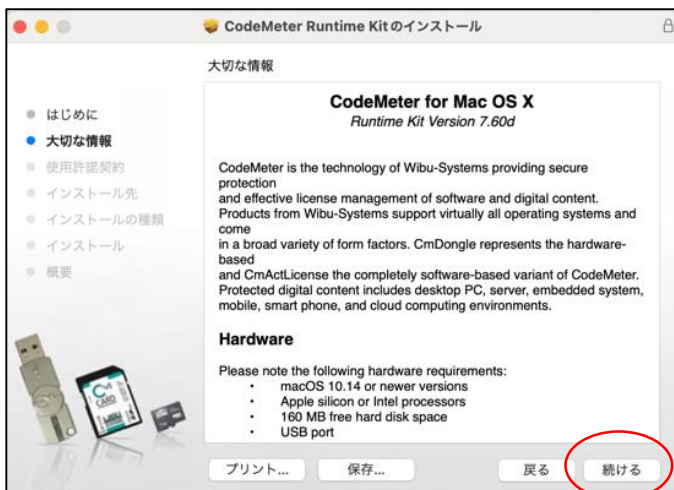 CodeMeter Runtime Kitのインストール
大切な情報
はじめに
大切な情報
使用許諾契約
インストール先
インストールの種類
インストール
概要
CodeMeter for Mac OS X
Runtime Kit Version 7.60d
CodeMeter is the technology of Wibu-Systems providing secure
protection
and effective license management of software and digital content.
Products from Wibu-Systems support virtually all operating systems and
come
in a broad variety of form factors. CmDongle represents the hardware-
based
and CmActLicense the completely software-based variant of CodeMeter.
Protected digital content includes desktop PC, server, embedded system,
mobile, smart phone, and cloud computing environments.
Hardware
Please note the following hardware requirements:
• macOS 10.14 or newer versions
• Apple silicon or Intel processors
• 160 MB free hard disk space
• USB port
プリント...
保存...
戻る
続ける